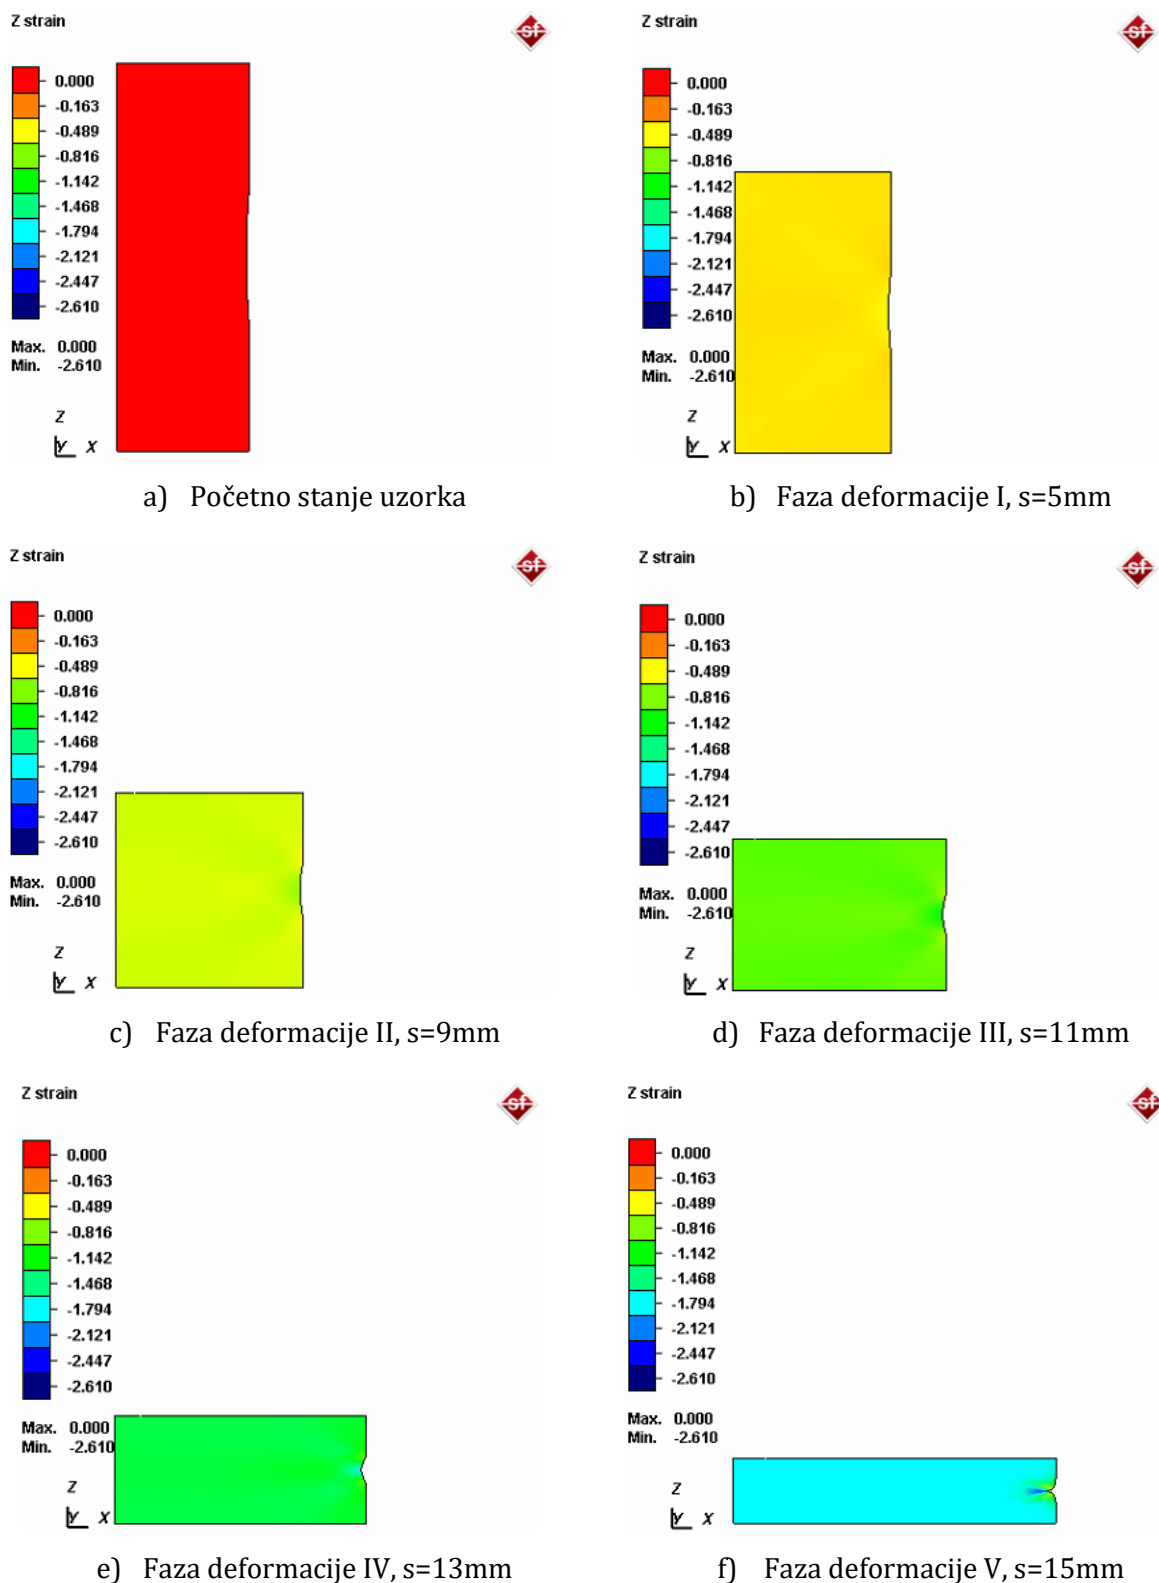 Z strain
sf
0.000
-0.163
-0.489
-0.816
-1.142
-1.468
-1.794
-2.121
-2.447
-2.610
Max. 0.000
Min. -2.610
Z
Y X
a) Početno stanje uzorka
Z strain
sf
0.000
-0.163
-0.489
-0.816
-1.142
-1.468
-1.794
-2.121
-2.447
-2.610
Max. 0.000
Min. -2.610
Z
Y X
b) Faza deformacije I, s=5mm
Z strain
sf
0.000
-0.163
-0.489
-0.816
-1.142
-1.468
-1.794
-2.121
-2.447
-2.610
Max. 0.000
Min. -2.610
Z
Y X
c) Faza deformacije II, s=9mm
Z strain
sf
0.000
-0.163
-0.489
-0.816
-1.142
-1.468
-1.794
-2.121
-2.447
-2.610
Max. 0.000
Min. -2.610
Z
Y X
d) Faza deformacije III, s=11mm
Z strain
sf
0.000
-0.163
-0.489
-0.816
-1.142
-1.468
-1.794
-2.121
-2.447
-2.610
Max. 0.000
Min. -2.610
Z
Y X
e) Faza deformacije IV, s=13mm
Z strain
sf
0.000
-0.163
-0.489
-0.816
-1.142
-1.468
-1.794
-2.121
-2.447
-2.610
Max. 0.000
Min. -2.610
Z
Y X
f) Faza deformacije V, s=15mm